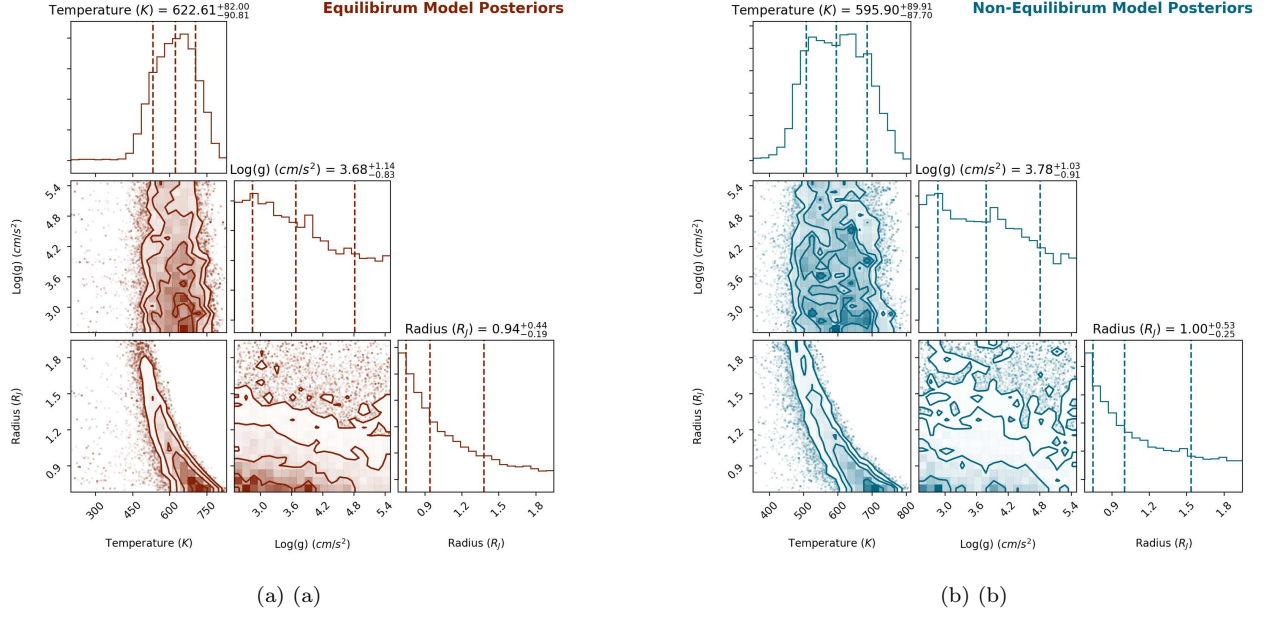 Temperature (K) = 622.61+82.00−90.81
Equilibirum Model Posteriors
Log(g) (cm/s²) = 3.68+1.14−0.83
Radius (RJ) = 0.94+0.44−0.19
Log(g) (cm/s²)
5.4
4.8
4.2
3.6
3.0
Radius (RJ)
1.8
1.5
1.2
0.9
300 450 600 750
3.0 3.6 4.2 4.8 5.4
0.9 1.2 1.5 1.8
Temperature (K) Log(g) (cm/s²) Radius (RJ)
(a) (a)
Temperature (K) = 595.90+89.91−87.70
Non-Equilibirum Model Posteriors
Log(g) (cm/s²) = 3.78+1.03−0.91
Radius (RJ) = 1.00+0.53−0.25
Log(g) (cm/s²)
5.4
4.8
4.2
3.6
3.0
Radius (RJ)
1.8
1.5
1.2
0.9
400 500 600 700 800
3.0 3.6 4.2 4.8 5.4
0.9 1.2 1.5 1.8
Temperature (K) Log(g) (cm/s²) Radius (RJ)
(b) (b)